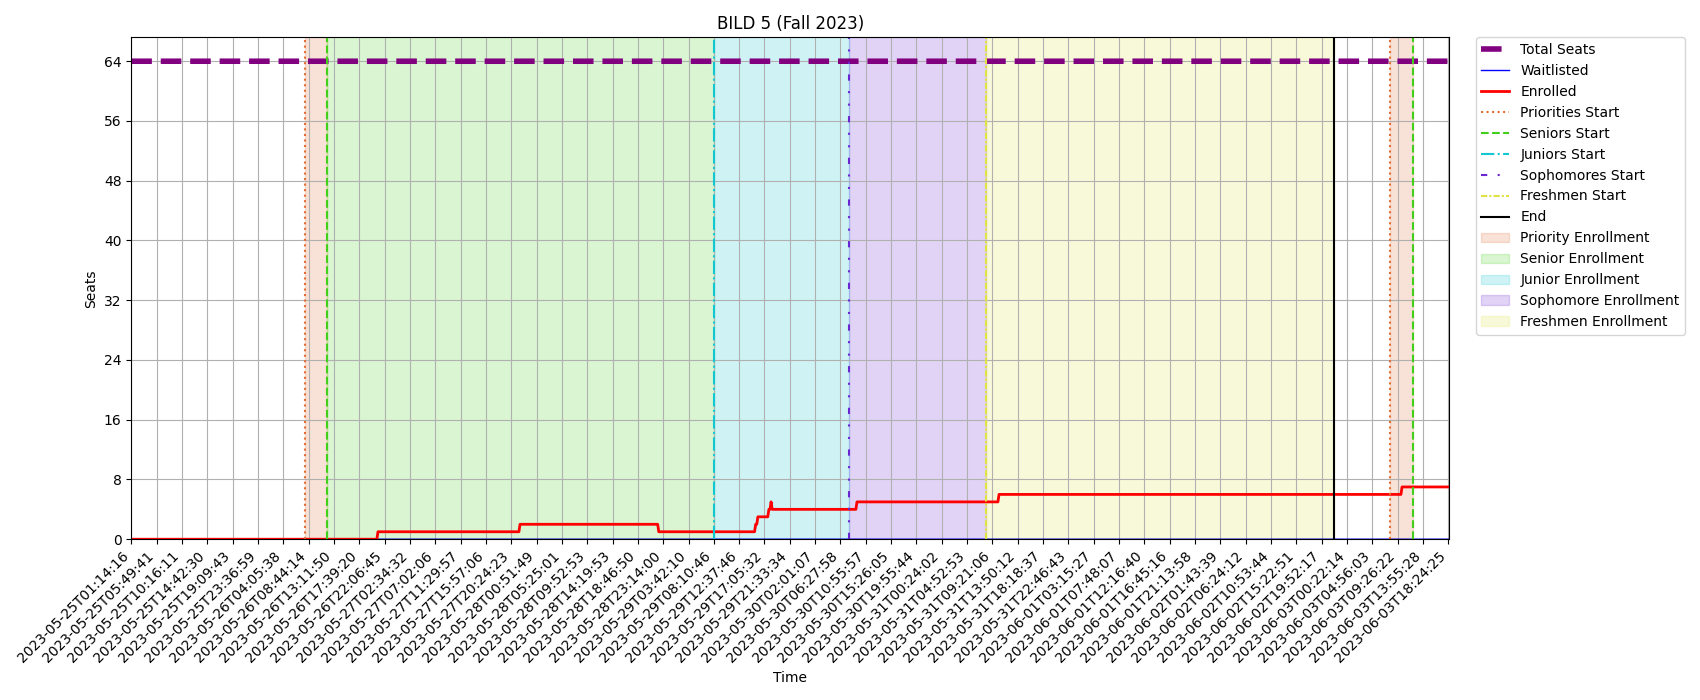 BILD 5 (Fall 2023)
Seats
64
56
48
40
32
24
16
8
0
2023-05-25T01:14:16
2023-05-25T05:49:41
2023-05-25T10:16:11
2023-05-25T14:42:30
2023-05-25T19:09:43
2023-05-25T23:36:59
2023-05-26T04:05:38
2023-05-26T08:44:14
2023-05-26T13:11:50
2023-05-26T17:39:20
2023-05-26T22:06:45
2023-05-27T02:34:32
2023-05-27T07:02:06
2023-05-27T11:29:57
2023-05-27T15:57:06
2023-05-27T20:24:23
2023-05-28T00:51:49
2023-05-28T05:25:01
2023-05-28T09:52:53
2023-05-28T14:19:53
2023-05-28T18:46:50
2023-05-28T23:14:00
2023-05-29T03:42:10
2023-05-29T08:10:46
2023-05-29T12:37:46
2023-05-29T17:05:32
2023-05-29T21:33:34
2023-05-30T02:01:07
2023-05-30T06:27:58
2023-05-30T10:55:57
2023-05-30T15:26:05
2023-05-30T19:55:44
2023-05-31T00:24:02
2023-05-31T04:52:53
2023-05-31T09:21:06
2023-05-31T13:50:12
2023-05-31T18:18:37
2023-05-31T22:46:43
2023-06-01T03:15:27
2023-06-01T07:48:07
2023-06-01T12:16:40
2023-06-01T16:45:16
2023-06-01T21:13:58
2023-06-02T01:43:39
2023-06-02T06:24:12
2023-06-02T10:53:44
2023-06-02T15:22:51
2023-06-02T19:52:17
2023-06-03T00:22:14
2023-06-03T04:56:03
2023-06-03T09:26:22
2023-06-03T13:55:28
2023-06-03T18:24:25
Time
Total Seats
Waitlisted
Enrolled
Priorities Start
Seniors Start
Juniors Start
Sophomores Start
Freshmen Start
End
Priority Enrollment
Senior Enrollment
Junior Enrollment
Sophomore Enrollment
Freshmen Enrollment